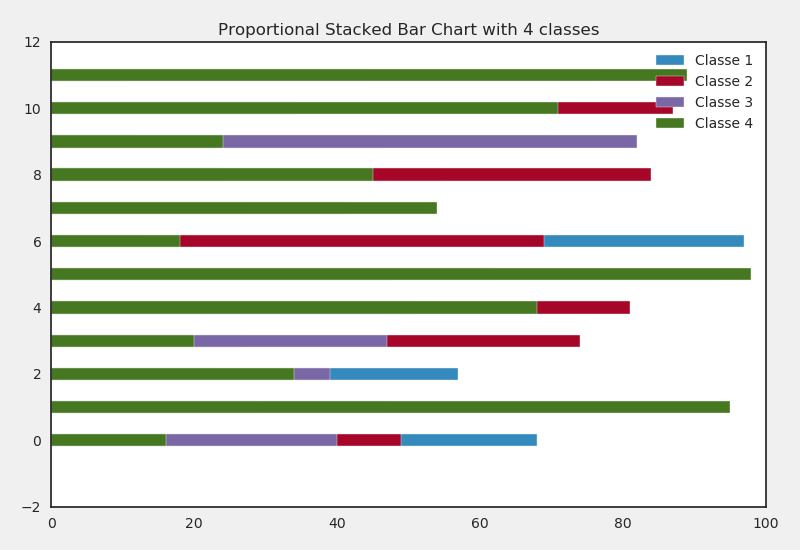 Proportional Stacked Bar Chart with 4 classes
12
10
8
6
4
2
0
−2
Classe 1
Classe 2
Classe 3
Classe 4
0 20 40 60 80 100